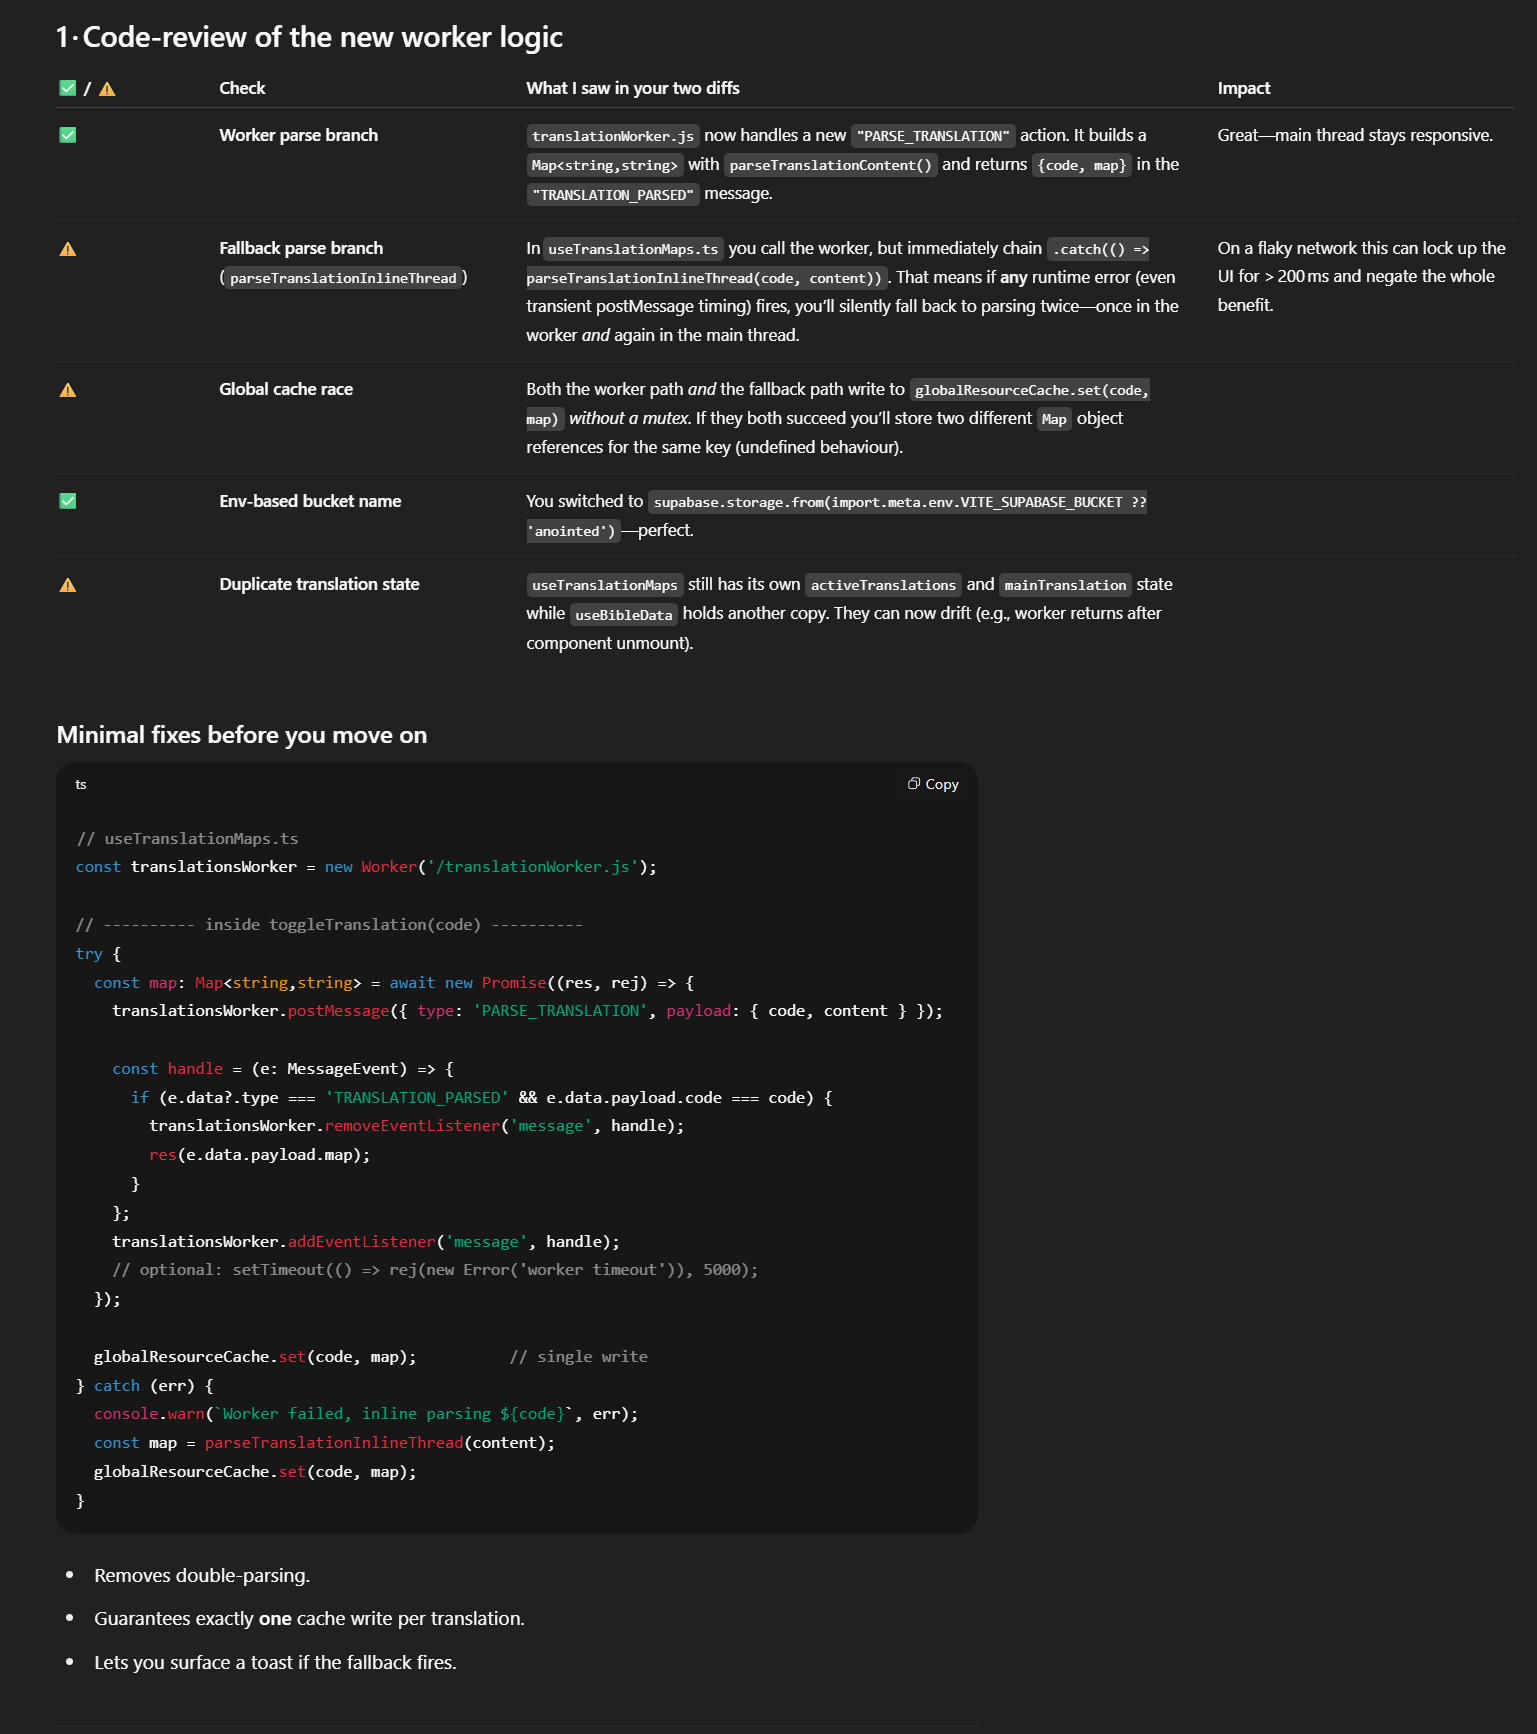 1 · Code-review of the new worker logic
✅ / ⚠️ Check What I saw in your two diffs Impact
✅ Worker parse branch translationWorker.js now handles a new "PARSE_TRANSLATION" action. It builds a Great—main thread stays responsive.
Map<string,string> with parseTranslationContent() and returns {code, map} in the
"TRANSLATION_PARSED" message.
⚠️ Fallback parse branch In useTranslationMaps.ts you call the worker, but immediately chain .catch(() => On a flaky network this can lock up the
(parseTranslationInlineThread) parseTranslationInlineThread(code, content)). That means if any runtime error (even UI for > 200 ms and negate the whole
transient postMessage timing) fires, you’ll silently fall back to parsing twice—once in the benefit.
worker and again in the main thread.
⚠️ Global cache race Both the worker path and the fallback path write to globalResourceCache.set(code,
map) without a mutex. If they both succeed you’ll store two different Map object
references for the same key (undefined behaviour).
✅ Env-based bucket name You switched to supabase.storage.from(import.meta.env.VITE_SUPABASE_BUCKET ??
'anointed')—perfect.
⚠️ Duplicate translation state useTranslationMaps still has its own activeTranslations and mainTranslation state
while useBibleData holds another copy. They can now drift (e.g., worker returns after
component unmount).
Minimal fixes before you move on
ts Copy
// useTranslationMaps.ts
const translationsWorker = new Worker('/translationWorker.js');
// ---------- inside toggleTranslation(code) ----------
try {
const map: Map<string,string> = await new Promise((res, rej) => {
translationsWorker.postMessage({ type: 'PARSE_TRANSLATION', payload: { code, content } });
const handle = (e: MessageEvent) => {
if (e.data?.type === 'TRANSLATION_PARSED' && e.data.payload.code === code) {
translationsWorker.removeEventListener('message', handle);
res(e.data.payload.map);
}
};
translationsWorker.addEventListener('message', handle);
// optional: setTimeout(() => rej(new Error('worker timeout')), 5000);
});
globalResourceCache.set(code, map); // single write
} catch (err) {
console.warn(`Worker failed, inline parsing ${code}`, err);
const map = parseTranslationInlineThread(content);
globalResourceCache.set(code, map);
}
• Removes double-parsing.
• Guarantees exactly one cache write per translation.
• Lets you surface a toast if the fallback fires.